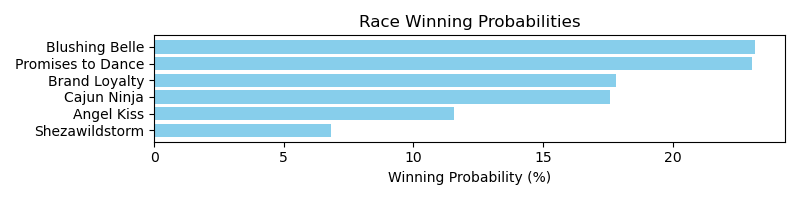 Race Winning Probabilities
Blushing Belle
Promises to Dance
Brand Loyalty
Cajun Ninja
Angel Kiss
Shezawildstorm
0 5 10 15 20
Winning Probability (%)